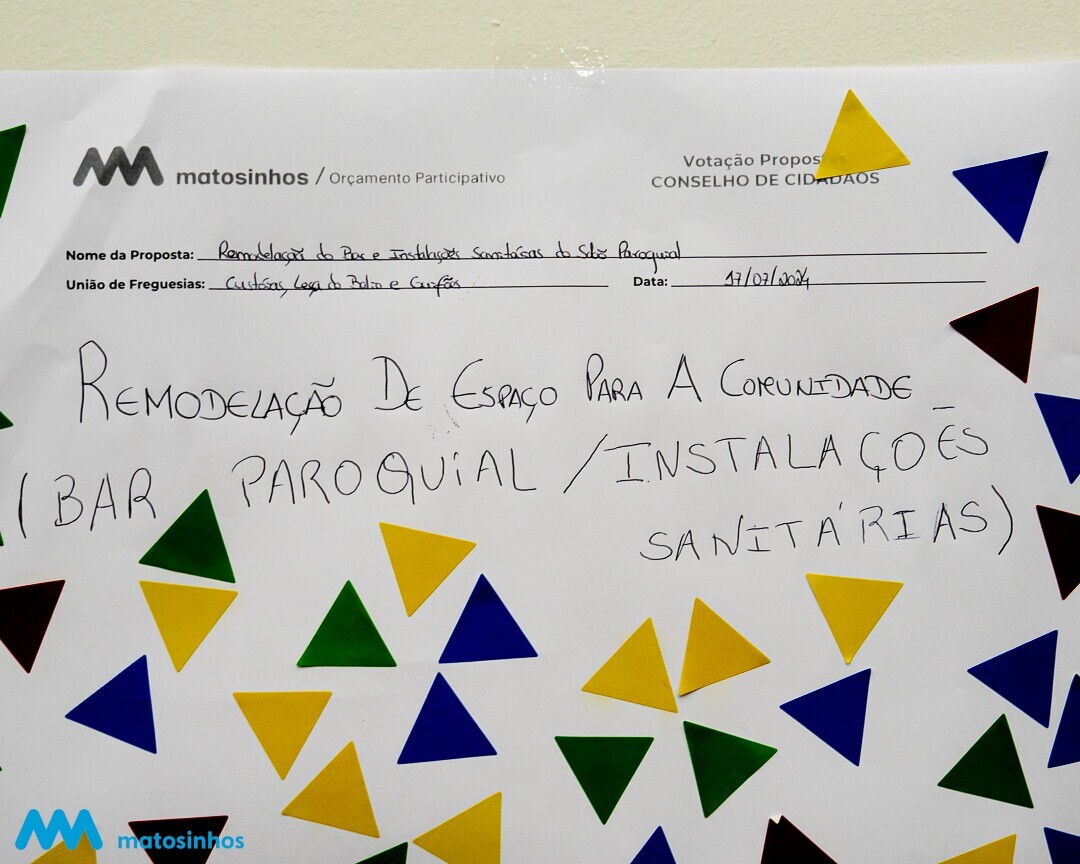 matosinhos / Orçamento Participativo
Votação Propos
CONSELHO DE CIDADÃOS
Nome da Proposta: Remodelação do Bar e Instalações Sanitárias do Salão Paroquial
União de Freguesias: Custóias, Leça do Balio e Guifões
Data: 17/07/2024
REMODELAÇÃO DE ESPAÇO PARA A COMUNIDADE
(BAR PAROQUIAL / INSTALAÇÕES
SANITÁRIAS)
matosinhos